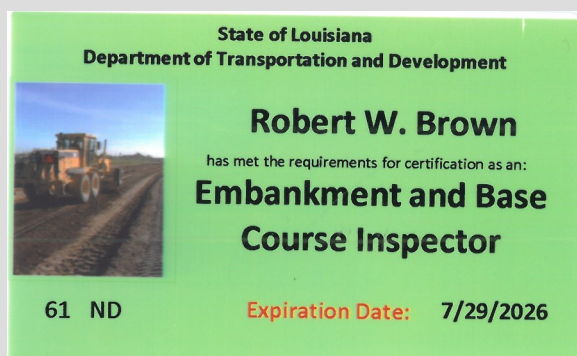 State of Louisiana
Department of Transportation and Development
Robert W. Brown
has met the requirements for certification as an:
Embankment and Base
Course Inspector
61 ND
Expiration Date: 7/29/2026